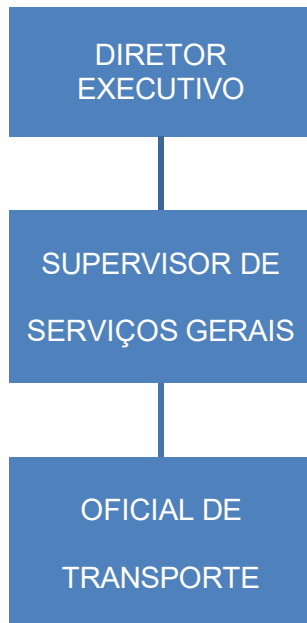 DIRETOR
EXECUTIVO
SUPERVISOR DE
SERVIÇOS GERAIS
OFICIAL DE
TRANSPORTE